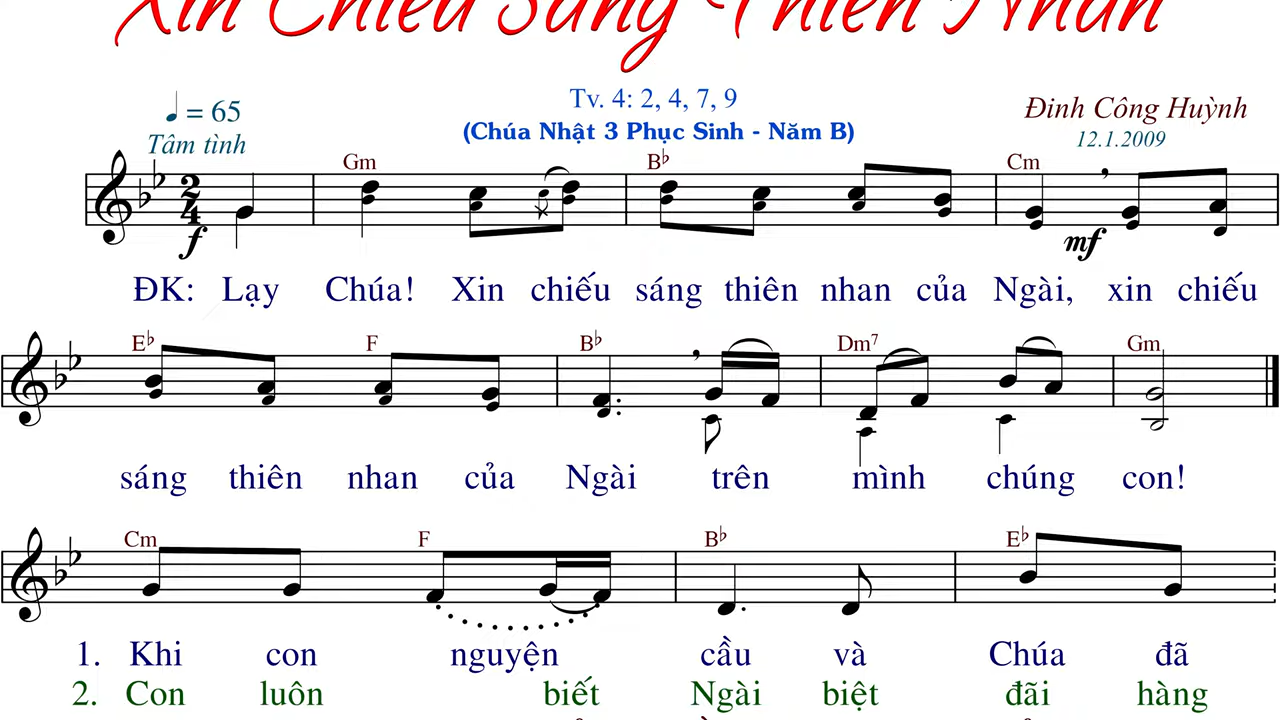 Xin Chiếu Sáng Thiên Nhan
Tv. 4: 2, 4, 7, 9
(Chúa Nhật 3 Phục Sinh - Năm B)
= 65
Tâm tình
Đinh Công Huỳnh
12.1.2009
Gm B♭ Cm
2 4
f mf
ĐK: Lạy Chúa! Xin chiếu sáng thiên nhan của Ngài, xin chiếu
E♭ F B♭ Dm7 Gm
sáng thiên nhan của Ngài trên mình chúng con!
Cm F B♭ E♭
1. Khi con nguyện cầu và Chúa đã
2. Con luôn biết Ngài biệt đãi hàng